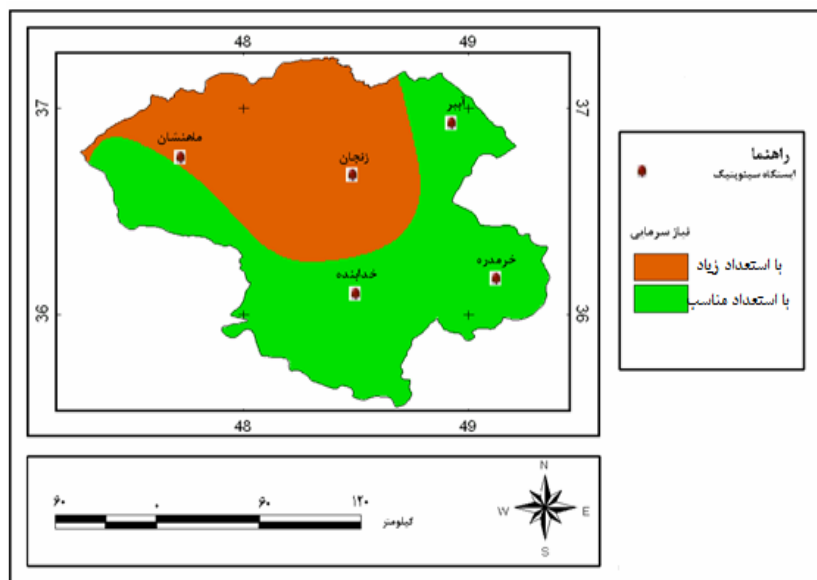 48 49
37 37
آببر
ماهنشان
زنجان
خرمدره
خدابنده
36 36
48 49
راهنما
ایستگاه سینوپتیک
نیاز سرمایی
با استعداد زیاد
با استعداد مناسب
۶۰ ۰ ۶۰ ۱۲۰
کیلومتر
N
W E
S